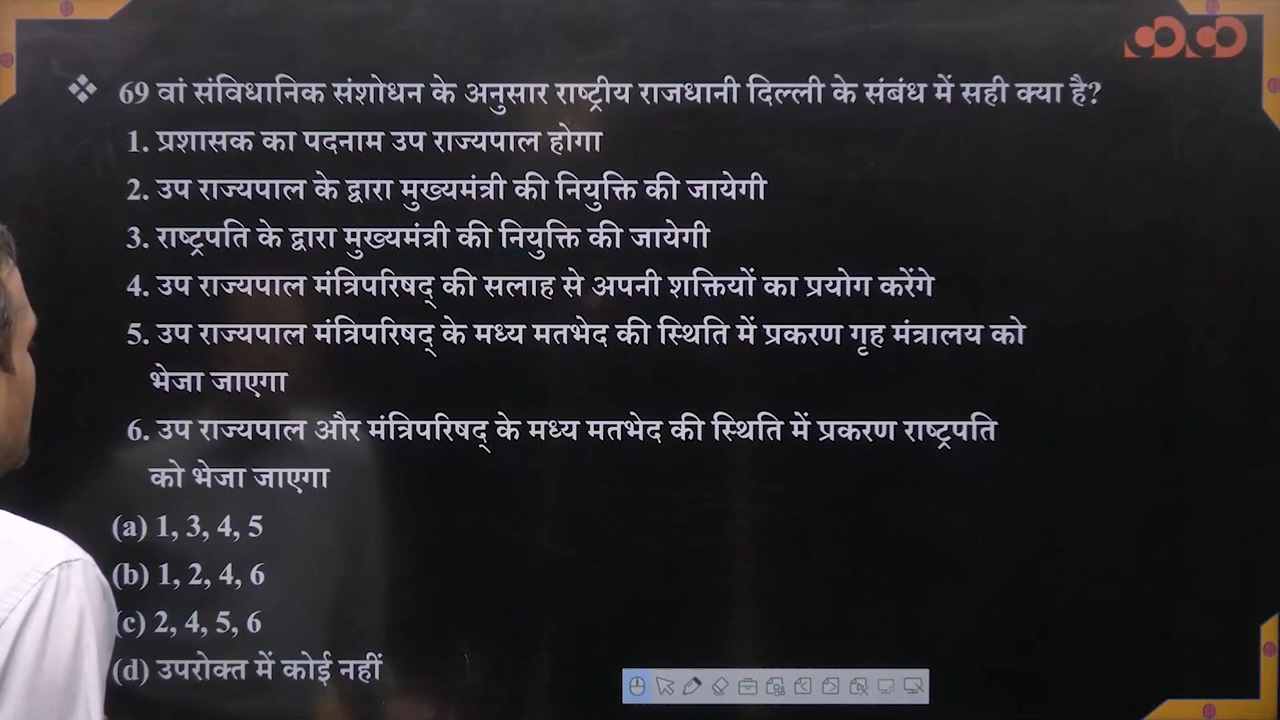 ❖ 69 वां संविधानिक संशोधन के अनुसार राष्ट्रीय राजधानी दिल्ली के संबंध में सही क्या है?
1. प्रशासक का पदनाम उप राज्यपाल होगा
2. उप राज्यपाल के द्वारा मुख्यमंत्री की नियुक्ति की जायेगी
3. राष्ट्रपति के द्वारा मुख्यमंत्री की नियुक्ति की जायेगी
4. उप राज्यपाल मंत्रिपरिषद् की सलाह से अपनी शक्तियों का प्रयोग करेंगे
5. उप राज्यपाल मंत्रिपरिषद् के मध्य मतभेद की स्थिति में प्रकरण गृह मंत्रालय को
भेजा जाएगा
6. उप राज्यपाल और मंत्रिपरिषद् के मध्य मतभेद की स्थिति में प्रकरण राष्ट्रपति
को भेजा जाएगा
(a) 1, 3, 4, 5
(b) 1, 2, 4, 6
(c) 2, 4, 5, 6
(d) उपरोक्त में कोई नहीं